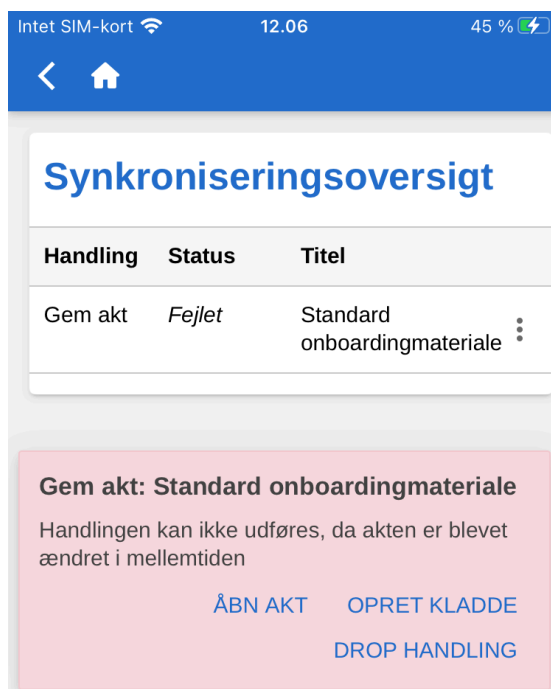 Intet SIM-kort 12.06 45 %
Synkroniseringsoversigt
Handling Status Titel
Gem akt Fejlet Standard
onboardingmateriale
Gem akt: Standard onboardingmateriale
Handlingen kan ikke udføres, da akten er blevet
ændret i mellemtiden
ÅBN AKT OPRET KLADDE
DROP HANDLING